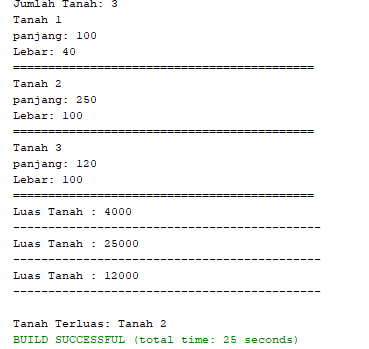 Jumlah Tanah: 3
Tanah 1
panjang: 100
Lebar: 40
===========================================
Tanah 2
panjang: 250
Lebar: 100
===========================================
Tanah 3
panjang: 120
Lebar: 100
===========================================
Luas Tanah : 4000
--------------------------------------------
Luas Tanah : 25000
--------------------------------------------
Luas Tanah : 12000
--------------------------------------------
Tanah Terluas: Tanah 2
BUILD SUCCESSFUL (total time: 25 seconds)